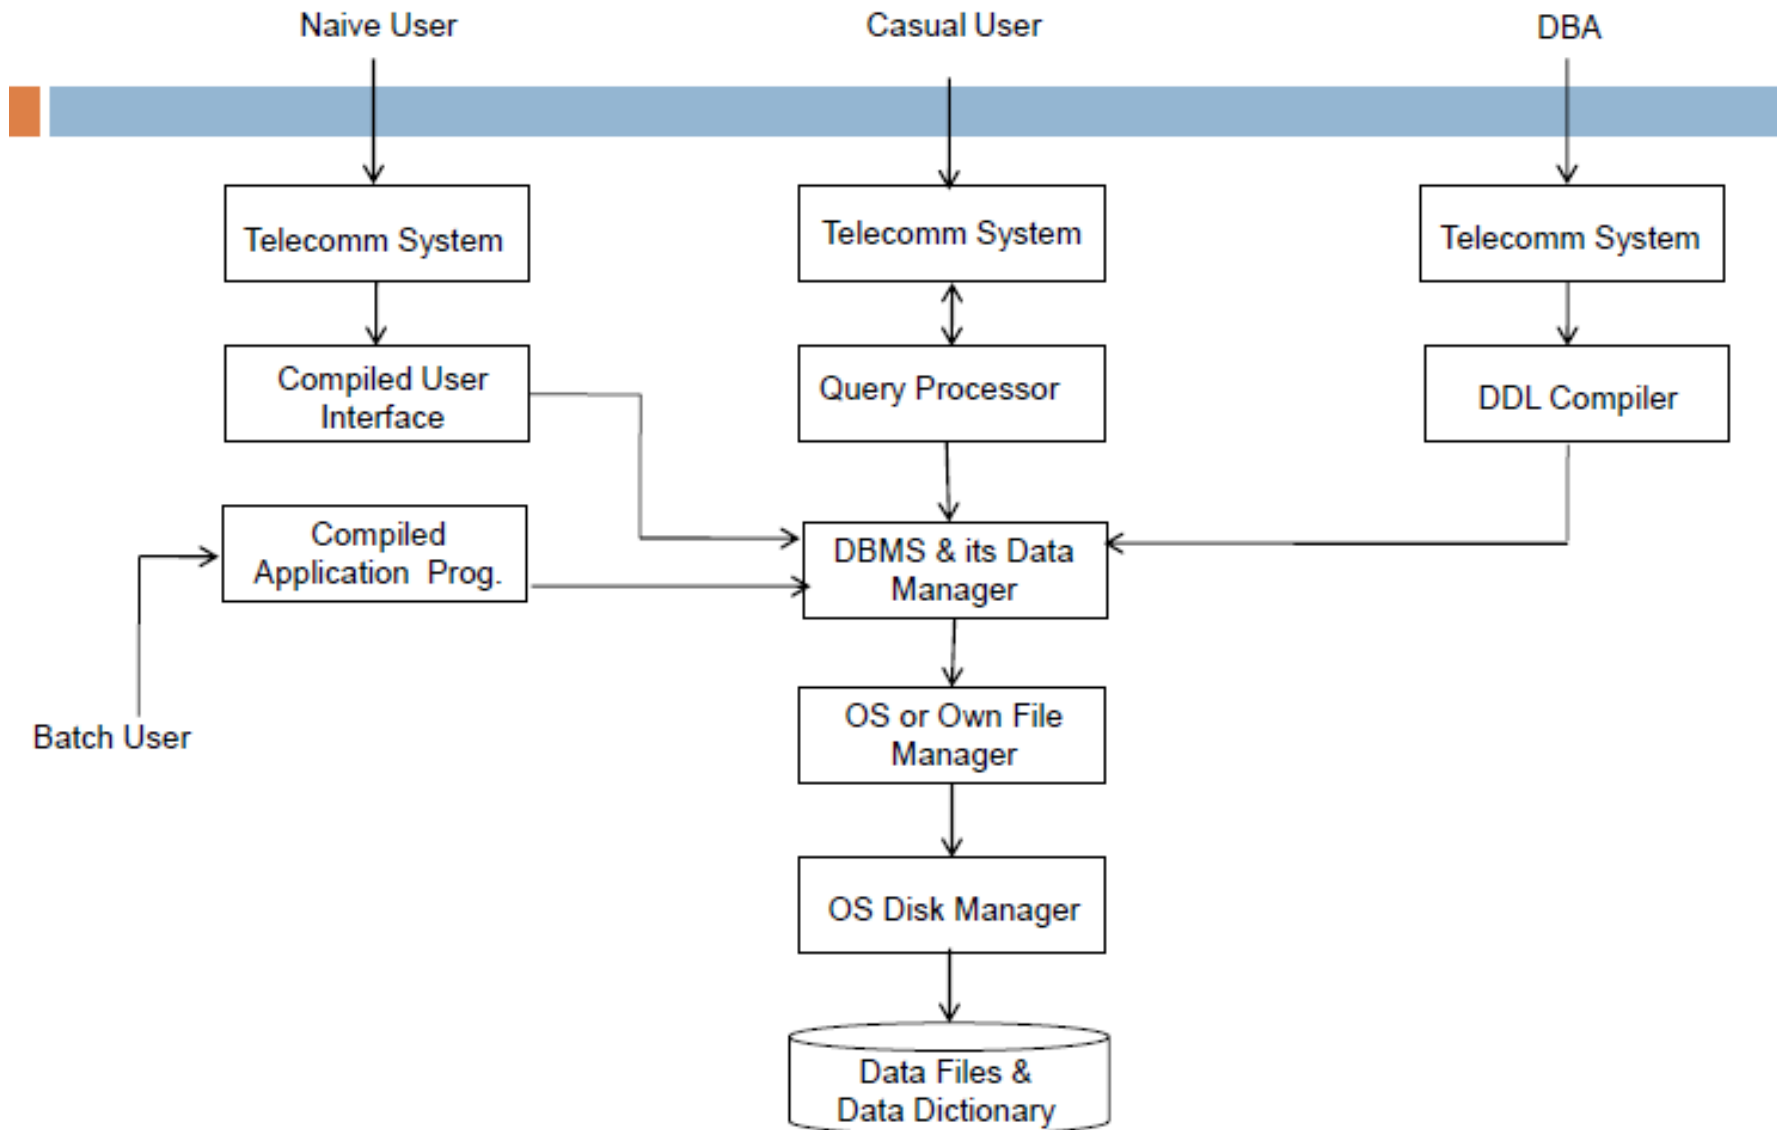 Naive User
Casual User
DBA
Telecomm System
Telecomm System
Telecomm System
Compiled User
Interface
Query Processor
DDL Compiler
Compiled
Application Prog.
DBMS & its Data
Manager
Batch User
OS or Own File
Manager
OS Disk Manager
Data Files &
Data Dictionary